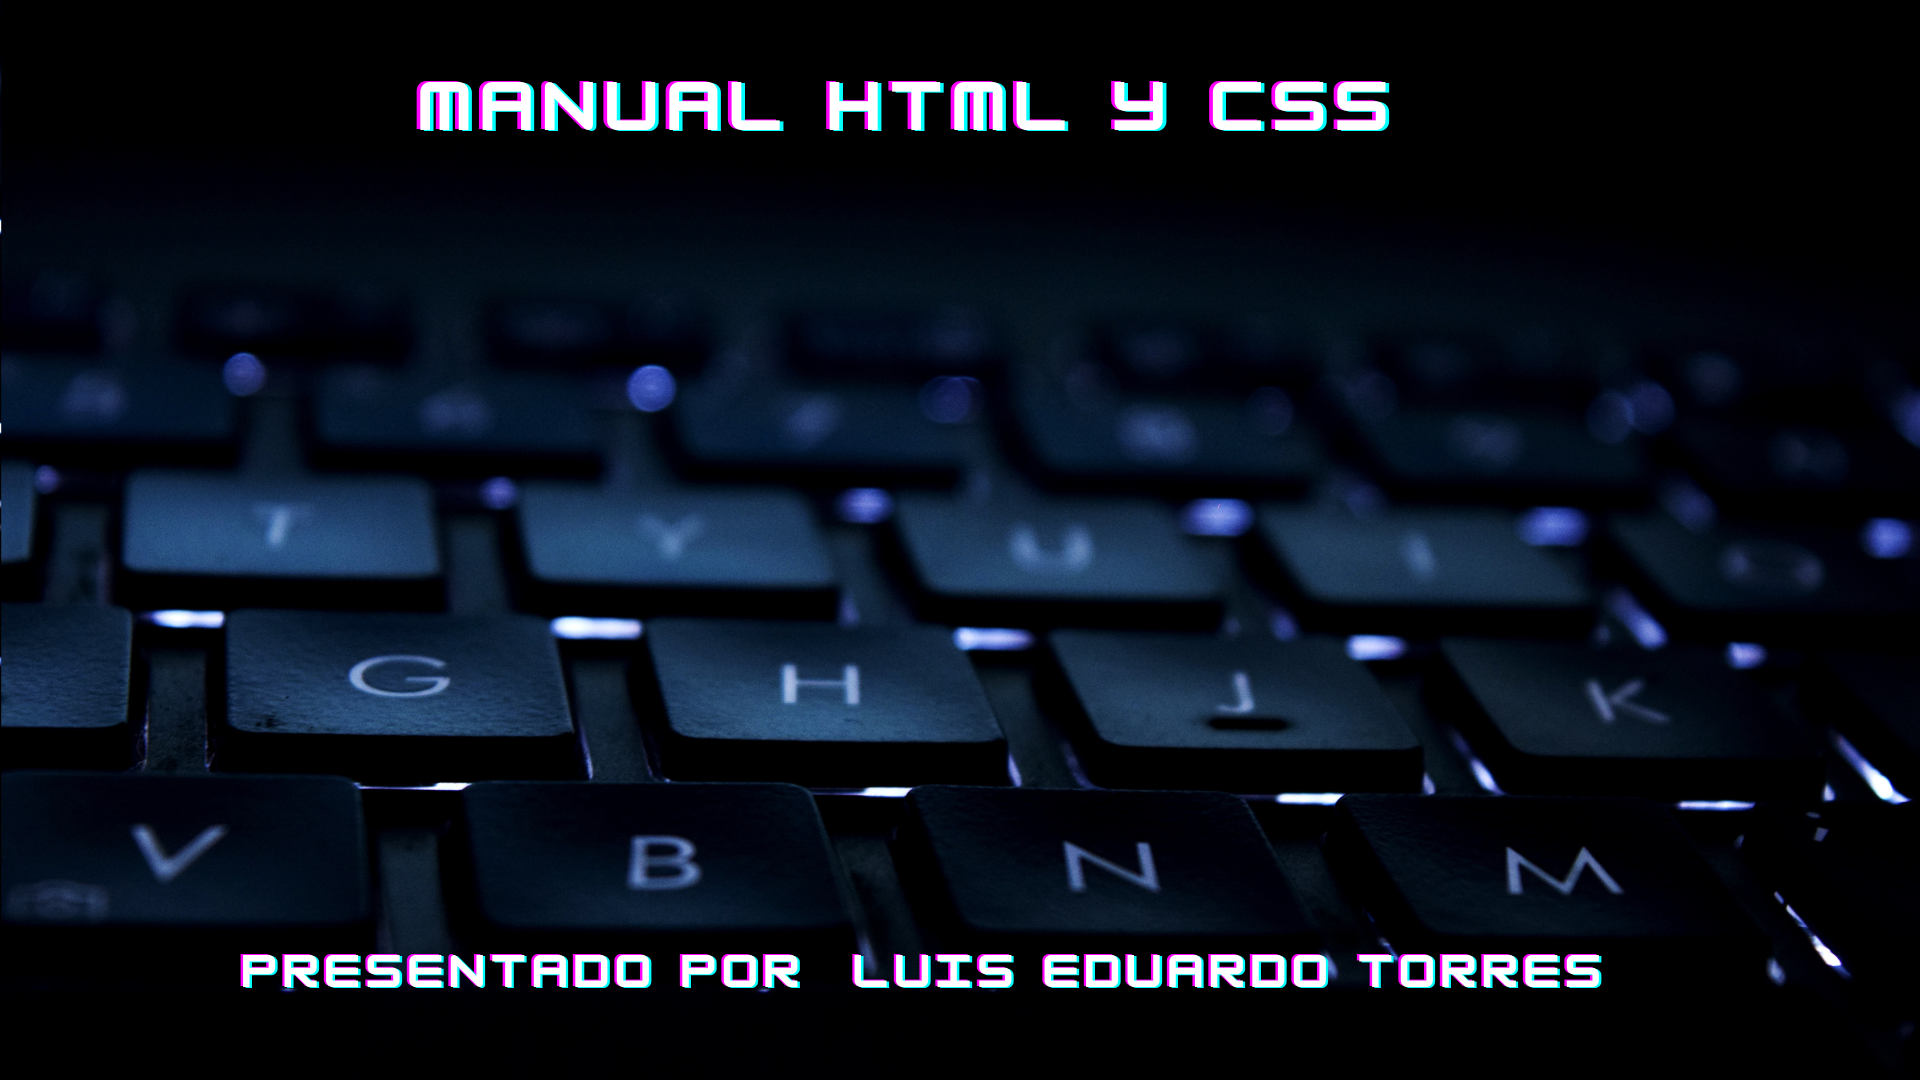 MANUAL HTML Y CSS
T Y U I O
G H J K
V B N M
PRESENTADO POR LUIS EDUARDO TORRES